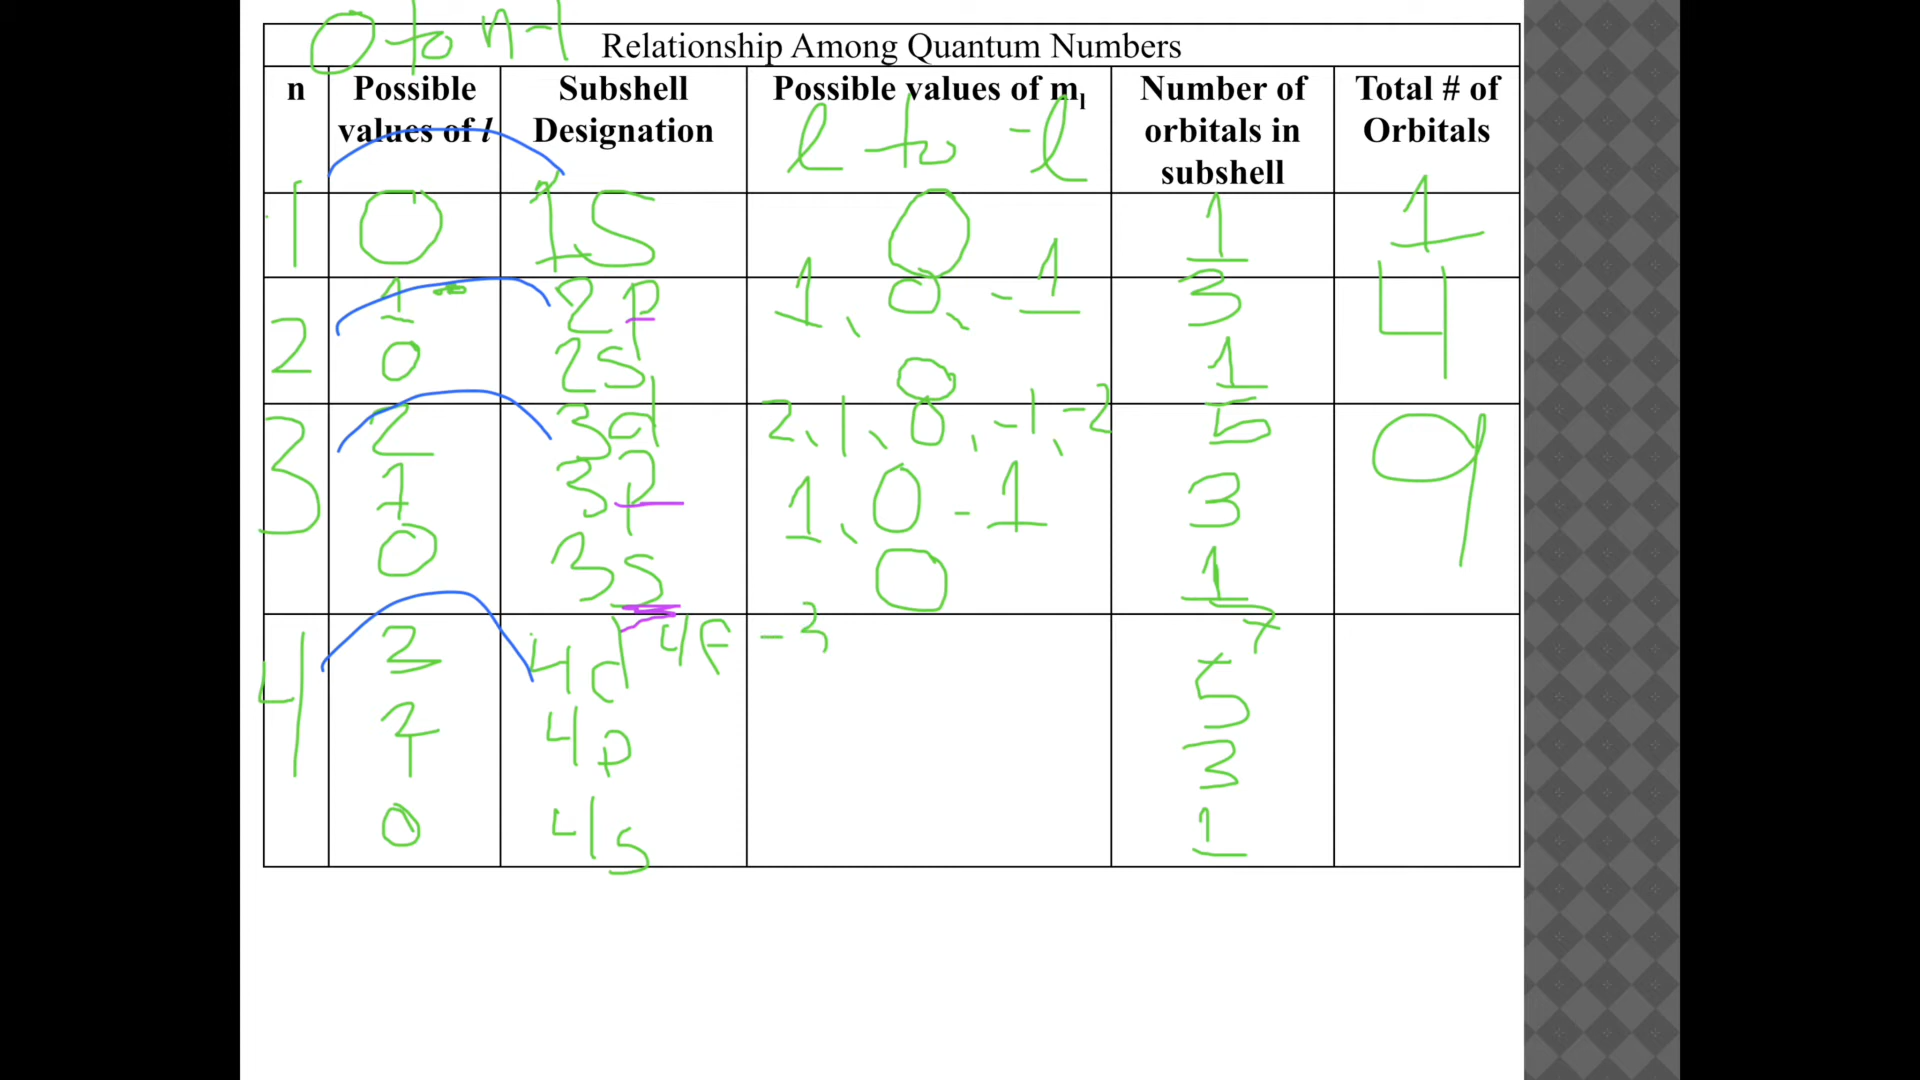 0 to n-1
Relationship Among Quantum Numbers
n
Possible values of l
Subshell Designation
Possible values of ml
l to -l
Number of orbitals in subshell
Total # of Orbitals
1 0 1s 0 1 1
2 1 2p 1, 0, -1 3 4
0 2s 0 1
3 2 3d 2, 1, 0, -1, -2 5 9
1 3p 1, 0 -1 3
0 3s 0 1
4f -3 7
4 3 4d 5
2
1 4p 3
0 4s 1